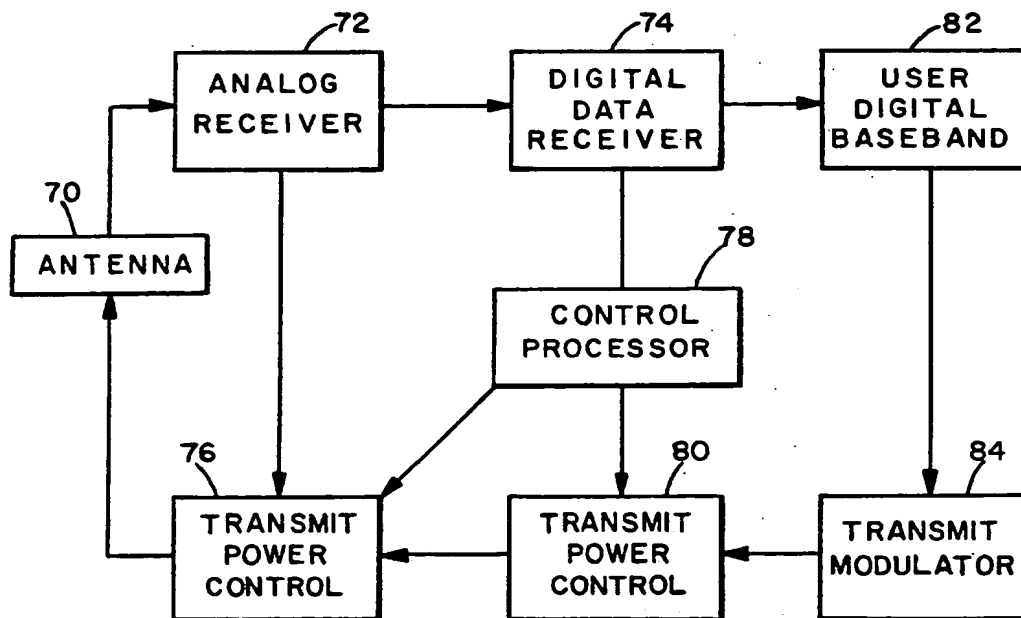 72
74
82
ANALOG
RECEIVER
DIGITAL
DATA
RECEIVER
USER
DIGITAL
BASEBAND
70
ANTENNA
78
CONTROL
PROCESSOR
76
80
84
TRANSMIT
POWER
CONTROL
TRANSMIT
POWER
CONTROL
TRANSMIT
MODULATOR